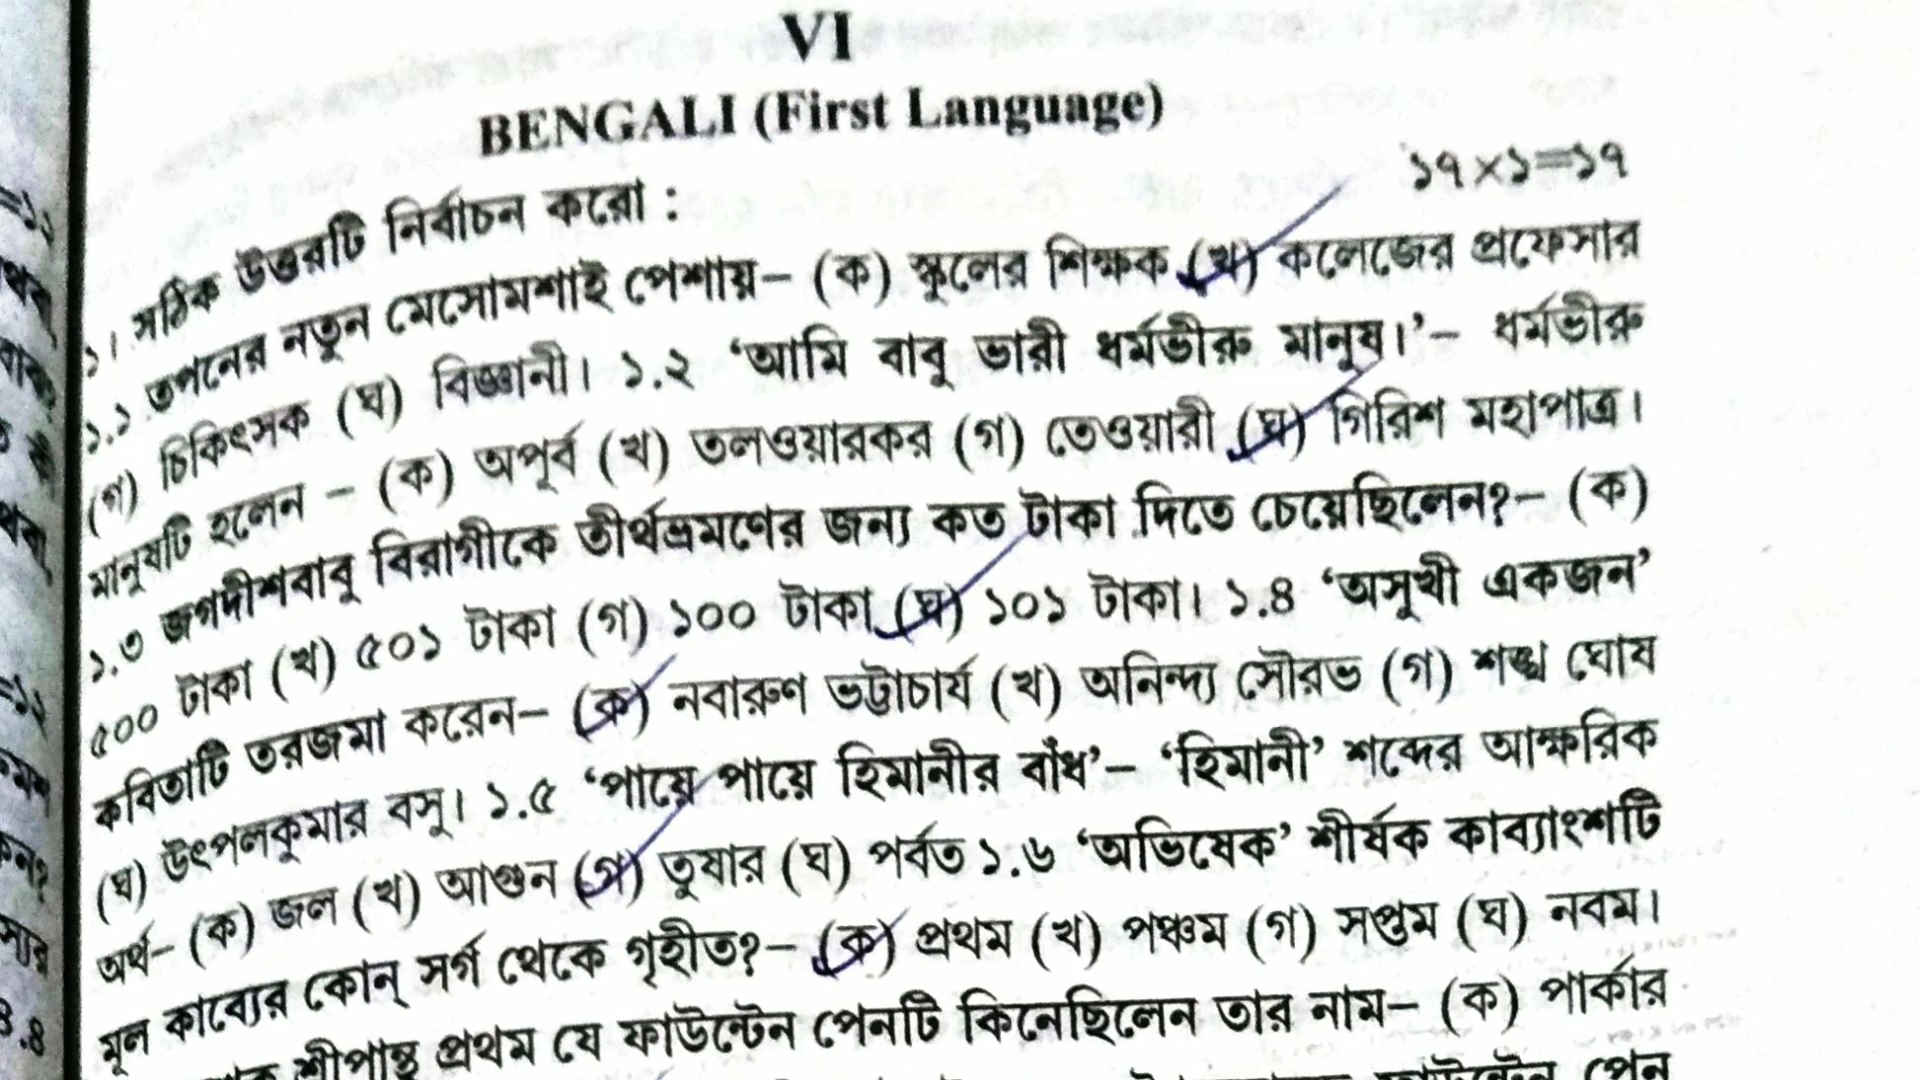 VI
BENGALI (First Language)
১। সঠিক উত্তরটি নির্বাচন করো : ১৭×১=১৭
১.১ তপনের নতুন মেসোমশাই পেশায়– (ক) স্কুলের শিক্ষক (খ) কলেজের প্রফেসার
(গ) চিকিৎসক (ঘ) বিজ্ঞানী। ১.২ ‘আমি বাবু ভারী ধর্মভীরু মানুষ।’– ধর্মভীরু
মানুষটি হলেন – (ক) অপূর্ব (খ) তলওয়ারকর (গ) তেওয়ারী (ঘ) গিরিশ মহাপাত্র।
১.৩ জগদীশবাবু বিরাগীকে তীর্থভ্রমণের জন্য কত টাকা দিতে চেয়েছিলেন?– (ক)
৫০০ টাকা (খ) ৫০১ টাকা (গ) ১০০ টাকা (ঘ) ১০১ টাকা। ১.৪ ‘অসুখী একজন’
কবিতাটি তরজমা করেন– (ক) নবারুণ ভট্টাচার্য (খ) অনিন্দ্য সৌরভ (গ) শঙ্খ ঘোষ
(ঘ) উৎপলকুমার বসু। ১.৫ ‘পায়ে পায়ে হিমানীর বাঁধ’– ‘হিমানী’ শব্দের আক্ষরিক
অর্থ– (ক) জল (খ) আগুন (গ) তুষার (ঘ) পর্বত ১.৬ ‘অভিষেক’ শীর্ষক কাব্যাংশটি
মূল কাব্যের কোন্ সর্গ থেকে গৃহীত?– (ক) প্রথম (খ) পঞ্চম (গ) সপ্তম (ঘ) নবম।
শ্রীপান্থ প্রথম যে ফাউন্টেন পেনটি কিনেছিলেন তার নাম– (ক) পার্কার
ফাউন্টেন পেন